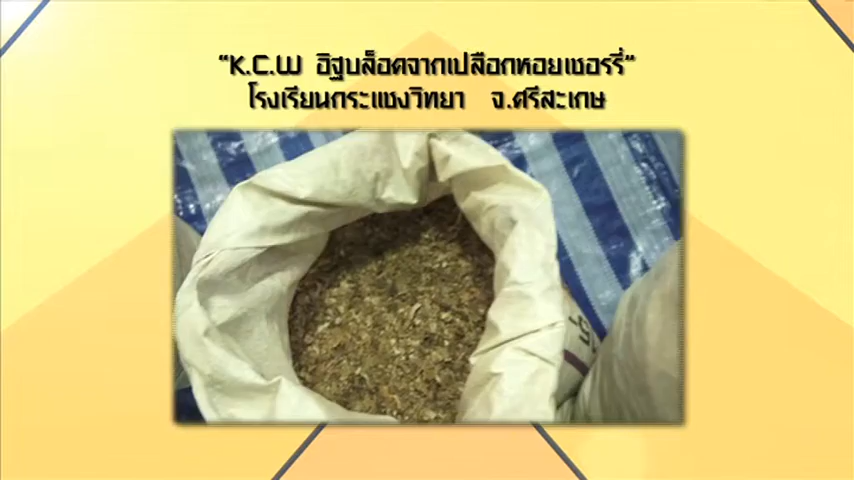 "K.C.W อิฐบล็อคจากเปลือกหอยเชอรรี่"
โรงเรียนกระแชงวิทยา จ.ศรีสะเกษ